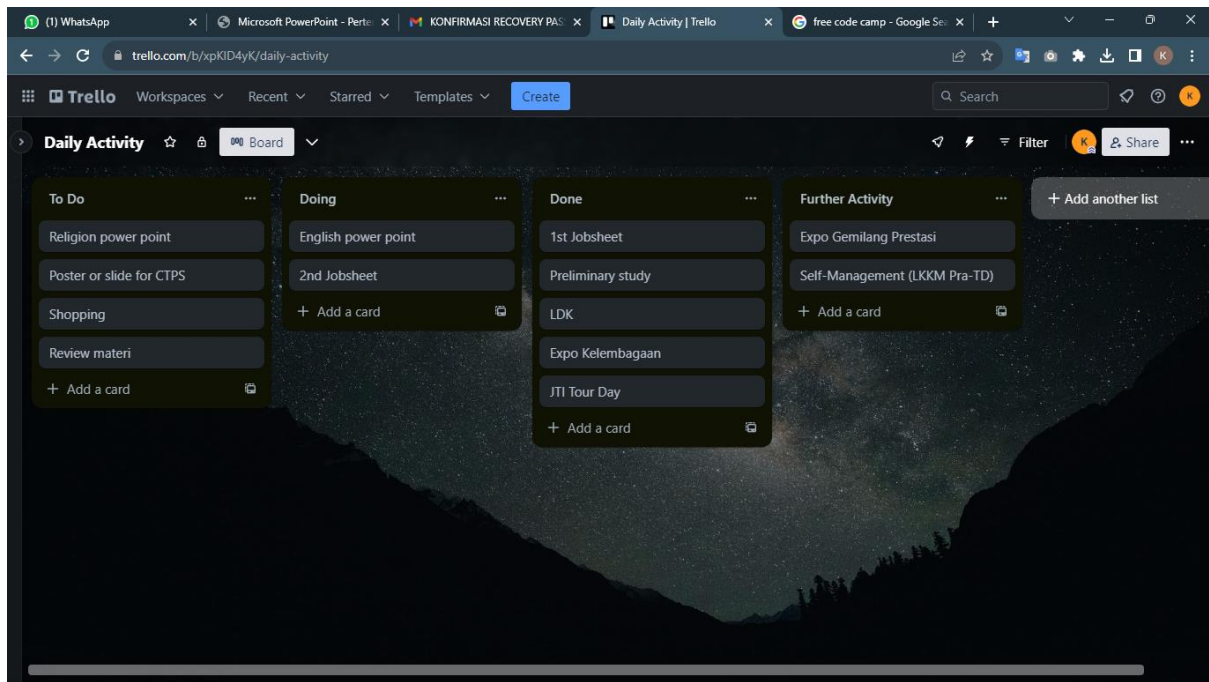 (1) WhatsApp
Microsoft PowerPoint - Perte
KONFIRMASI RECOVERY PAS
Daily Activity | Trello
free code camp - Google Sea
trello.com/b/xpKID4yK/daily-activity
K
Trello
Workspaces
Recent
Starred
Templates
Create
Search
K
Daily Activity
Board
Filter
K
Share
To Do
Religion power point
Poster or slide for CTPS
Shopping
Review materi
+ Add a card
Doing
English power point
2nd Jobsheet
+ Add a card
Done
1st Jobsheet
Preliminary study
LDK
Expo Kelembagaan
JTI Tour Day
+ Add a card
Further Activity
Expo Gemilang Prestasi
Self-Management (LKKM Pra-TD)
+ Add a card
+ Add another list